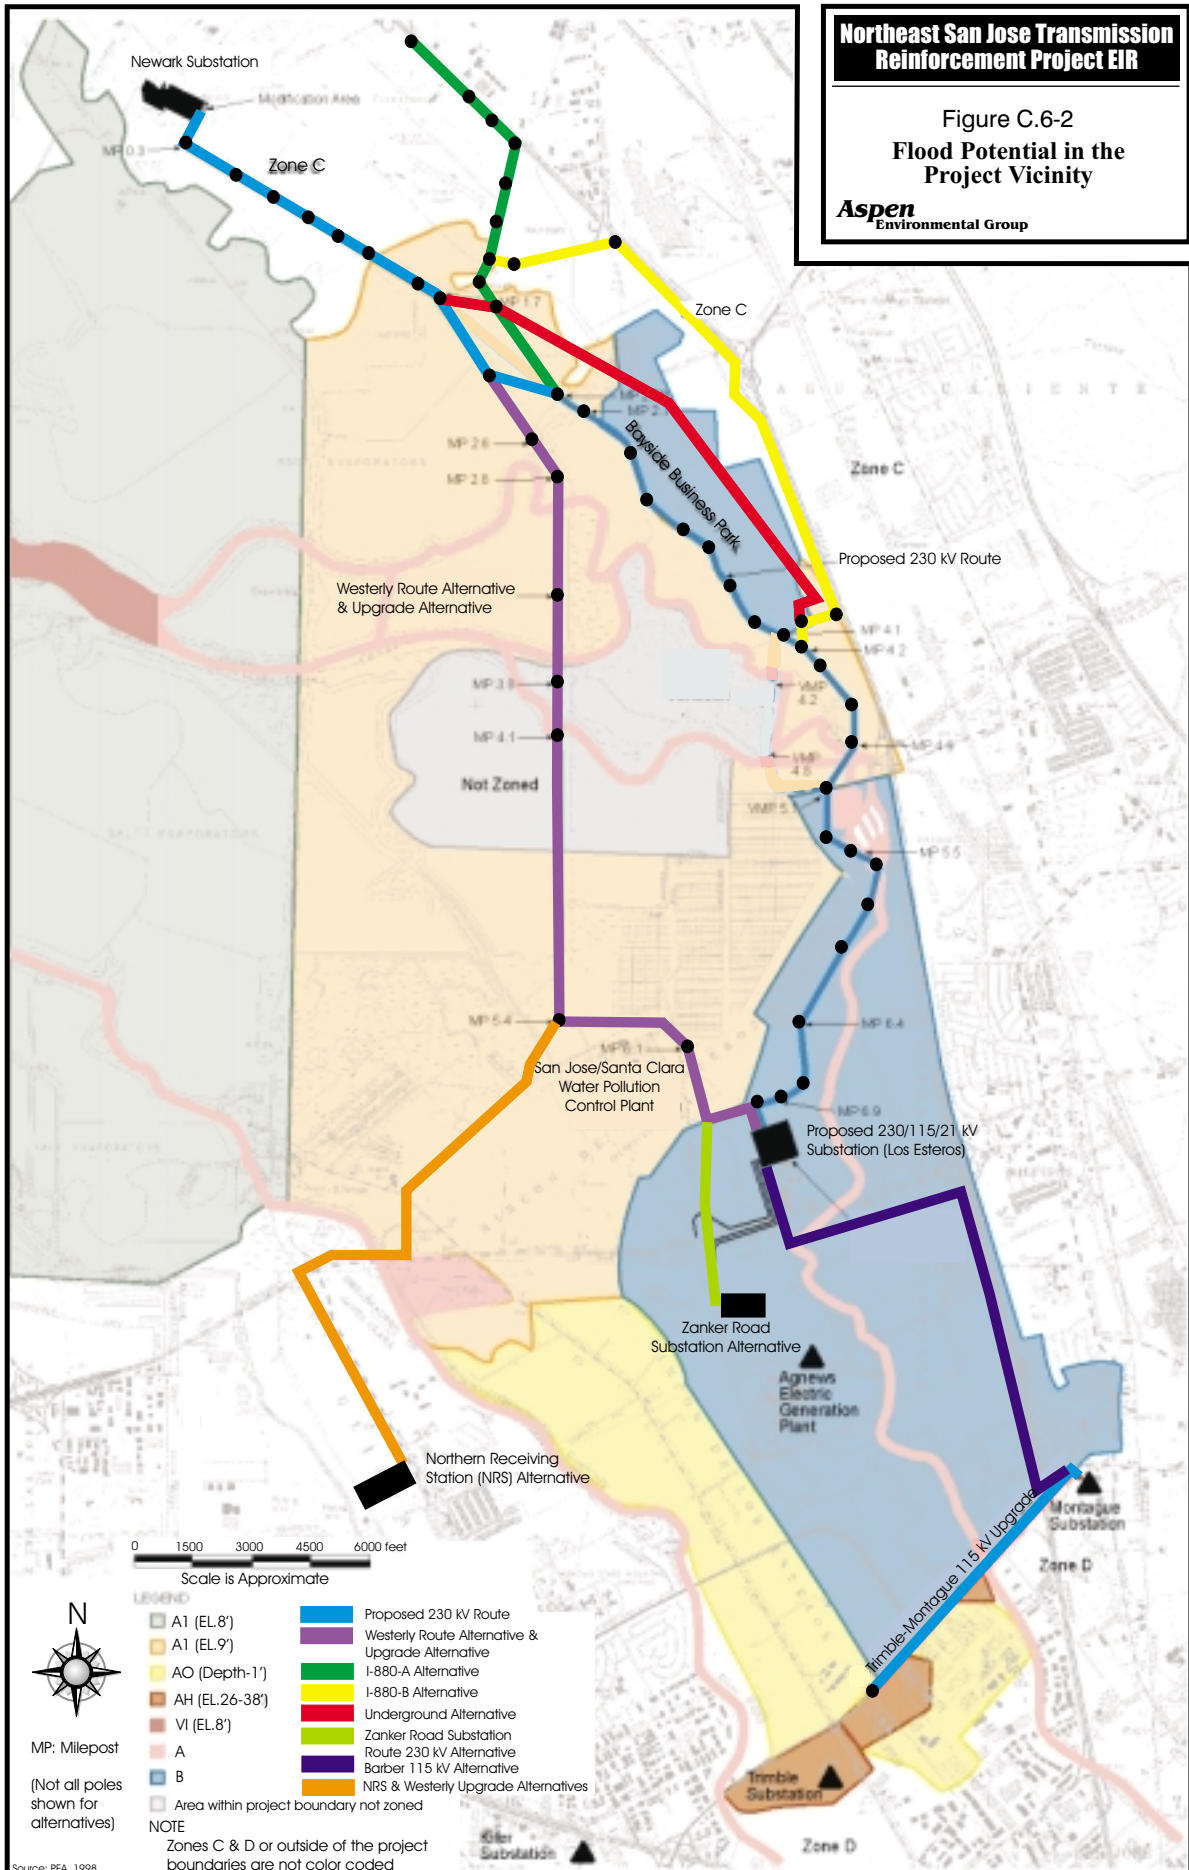 Northeast San Jose Transmission
Reinforcement Project EIR
Figure C.6-2
Flood Potential in the
Project Vicinity
Aspen
Environmental Group
Newark Substation
Modification Area
MP 0.3
Zone C
MP 1.7
Zone C
MP 2.6
MP 2.8
Bayside Business Park
Zone C
Proposed 230 kV Route
Westerly Route Alternative
& Upgrade Alternative
MP 4.1
MP 4.2
VMP
4.2
MP 4.1
Not Zoned
VMP
4.8
VMP 5.1
MP 5.5
MP 5.4
MP 6.4
MP 6.1
San Jose/Santa Clara
Water Pollution
Control Plant
MP 6.9
Proposed 230/115/21 kV
Substation (Los Esteros)
Zanker Road
Substation Alternative
Agnews
Electric
Generation
Plant
Northern Receiving
Station (NRS) Alternative
Montague
Substation
Trimble-Montague 115 kV Upgrade
Zone D
0 1500 3000 4500 6000 feet
Scale is Approximate
LEGEND
N
A1 (EL.8')
A1 (EL.9')
AO (Depth-1')
AH (EL.26-38')
VI (EL.8')
A
B
Area within project boundary not zoned
Proposed 230 kV Route
Westerly Route Alternative &
Upgrade Alternative
I-880-A Alternative
I-880-B Alternative
Underground Alternative
Zanker Road Substation
Route 230 kV Alternative
Barber 115 kV Alternative
NRS & Westerly Upgrade Alternatives
MP: Milepost
(Not all poles
shown for
alternatives)
NOTE
Zones C & D or outside of the project
boundaries are not color coded
Source: PEA, 1998
Trimble
Substation
Kifer
Substation
Zone D